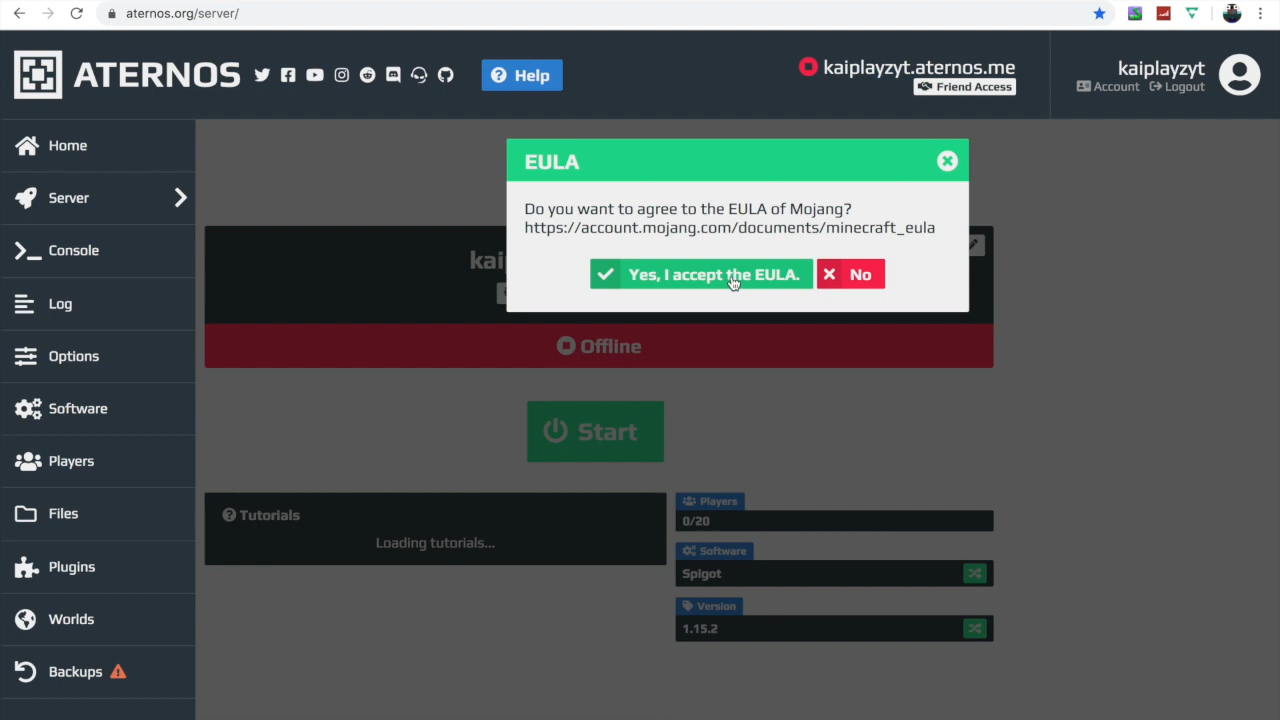 aternos.org/server/
ATERNOS
Help
kaiplayzyt.aternos.me
Friend Access
kaiplayzyt
Account Logout
Home
Server
Console
Log
Options
Software
Players
Files
Plugins
Worlds
Backups
EULA
Do you want to agree to the EULA of Mojang?
https://account.mojang.com/documents/minecraft_eula
Yes, I accept the EULA.
No
kai
Offline
Start
Tutorials
Loading tutorials...
Players
0/20
Software
Spigot
Version
1.15.2